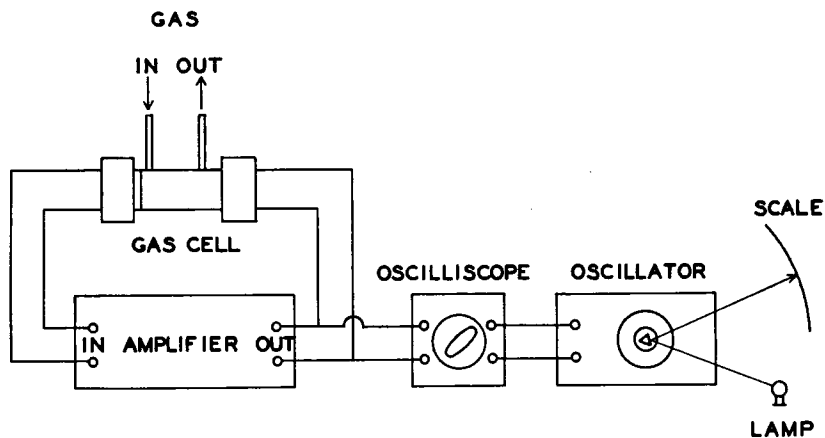 GAS
IN OUT
GAS CELL
SCALE
OSCILLISCOPE
OSCILLATOR
IN AMPLIFIER OUT
LAMP